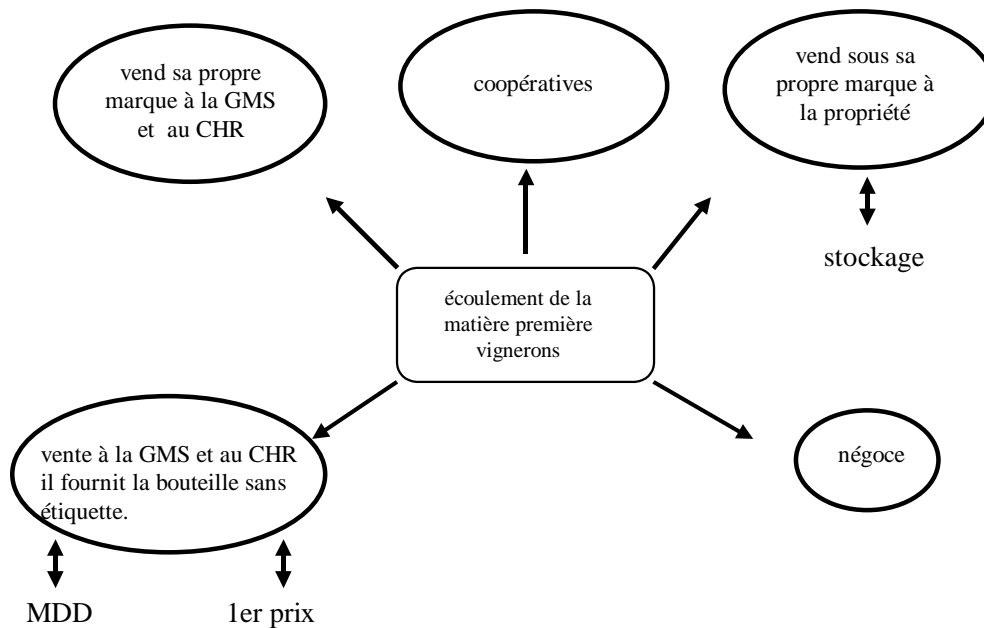 vend sa propre
marque à la GMS
et au CHR
coopératives
vend sous sa
propre marque à
la propriété
stockage
écoulement de la
matière première
vignerons
vente à la GMS et au CHR
il fournit la bouteille sans
étiquette.
négoce
MDD
1er prix